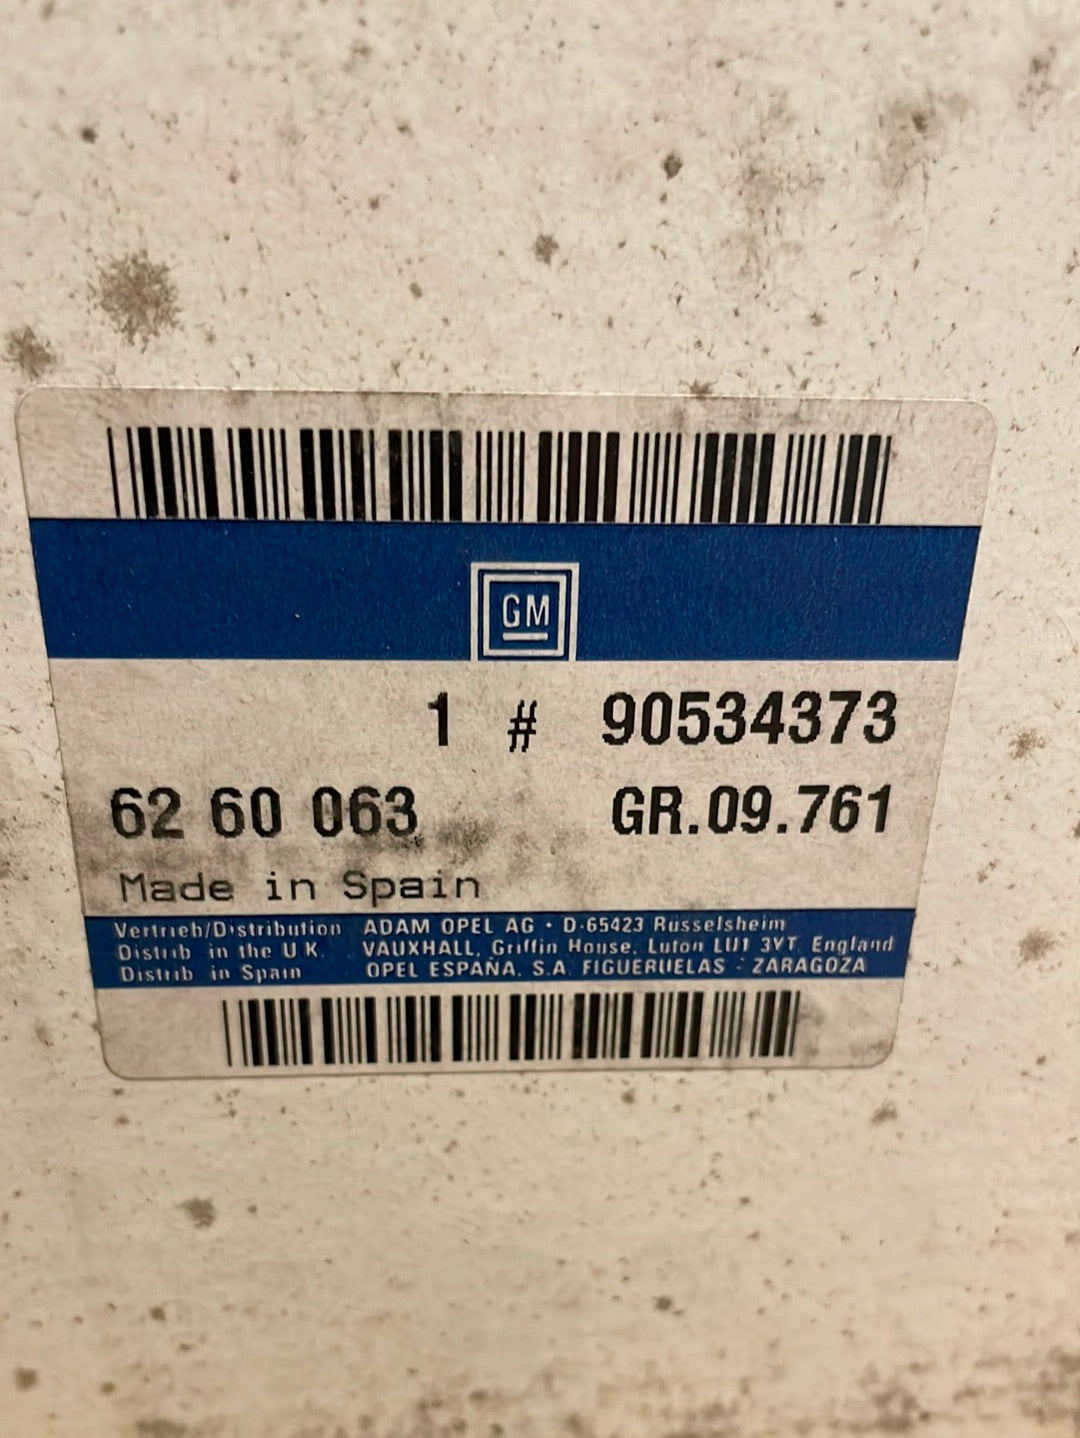 GM
1 # 90534373
62 60 063 GR.09.761
Made in Spain
Vertrieb/Distribution ADAM OPEL AG · D-65423 Rüsselsheim
Distrib in the U.K. VAUXHALL, Griffin House, Luton LU1 3YT, England
Distrib in Spain OPEL ESPAÑA, S.A. FIGUERUELAS - ZARAGOZA